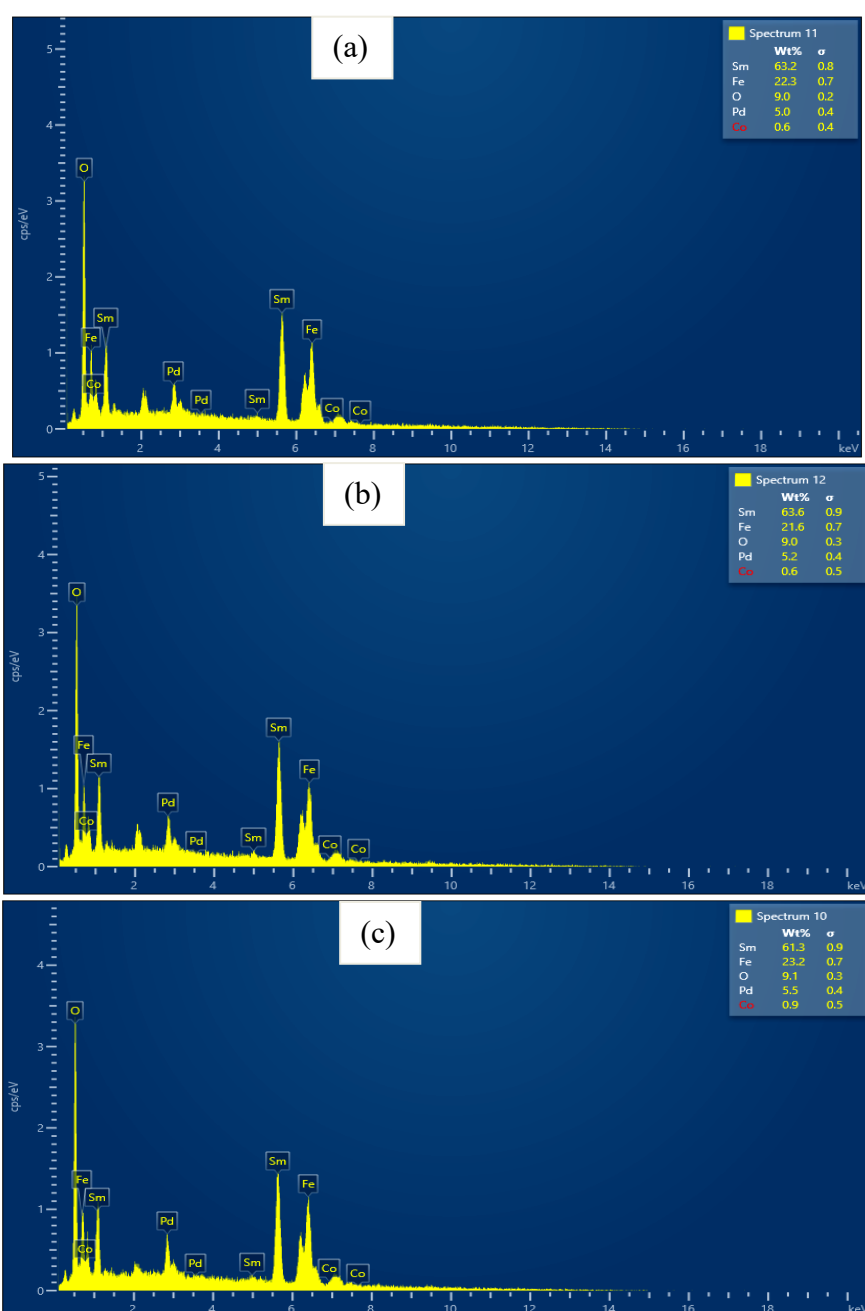 (a)
Spectrum 11
Wt% σ
Sm 63.2 0.8
Fe 22.3 0.7
O 9.0 0.2
Pd 5.0 0.4
Co 0.6 0.4
5
4
3
2
1
0
cps/eV
O
Fe
Sm
Co
Pd
Pd
Sm
Sm
Fe
Co
Co
2 4 6 8 10 12 14 16 18 keV
(b)
Spectrum 12
Wt% σ
Sm 63.6 0.9
Fe 21.6 0.7
O 9.0 0.3
Pd 5.2 0.4
Co 0.6 0.5
5
4
3
2
1
0
cps/eV
O
Fe
Sm
Co
Pd
Pd
Sm
Sm
Fe
Co
Co
2 4 6 8 10 12 14 16 18 keV
(c)
Spectrum 10
Wt% σ
Sm 61.3 0.9
Fe 23.2 0.7
O 9.1 0.3
Pd 5.5 0.4
Co 0.9 0.5
4
3
2
1
0
cps/eV
O
Fe
Sm
Co
Pd
Pd
Sm
Sm
Fe
Co
Co
2 4 6 8 10 12 14 16 18 keV